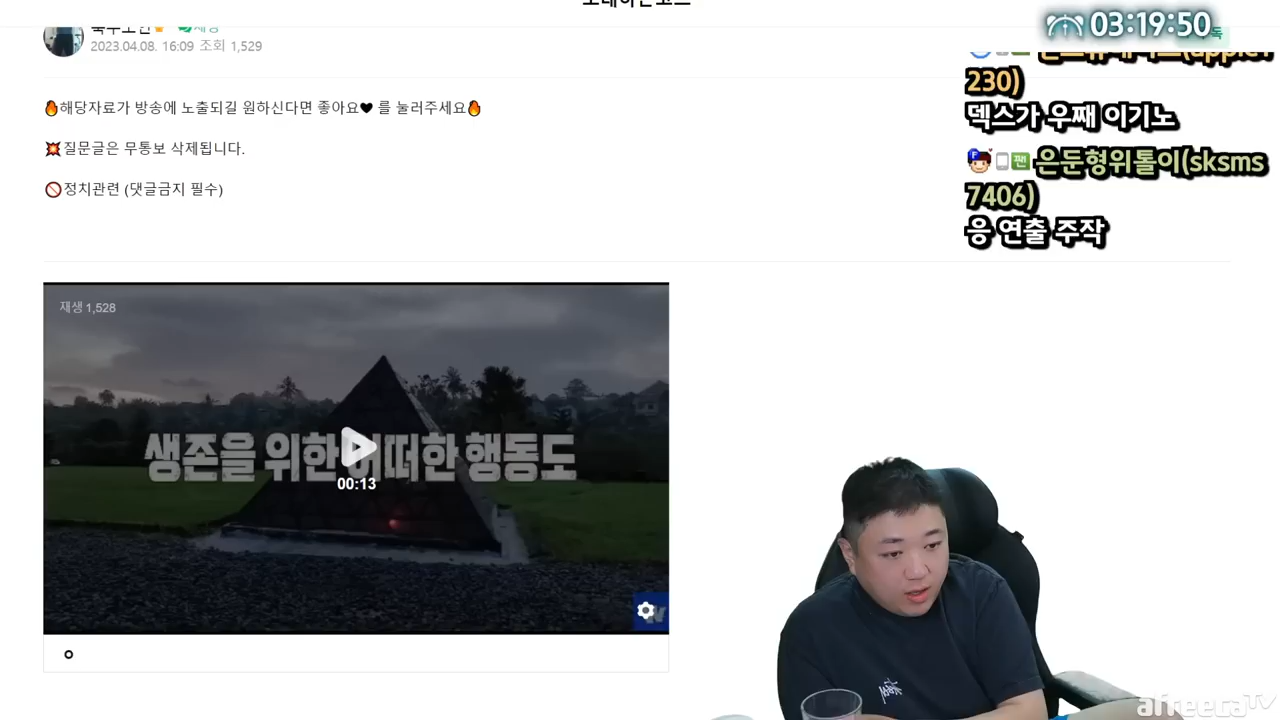 03:19:50
2023.04.08. 16:09 조회 1,529
🔥해당자료가 방송에 노출되길 원하신다면 좋아요🖤 를 눌러주세요🔥
💥질문글은 무통보 삭제됩니다.
🚫정치관련 (댓글금지 필수)
230)
덱스가 우째 이기노
F 팬 은둔형위톨이(sksms
7406)
응 연출 주작
재생 1,528
생존을 위한 어떠한 행동도
00:13
afreecaTV